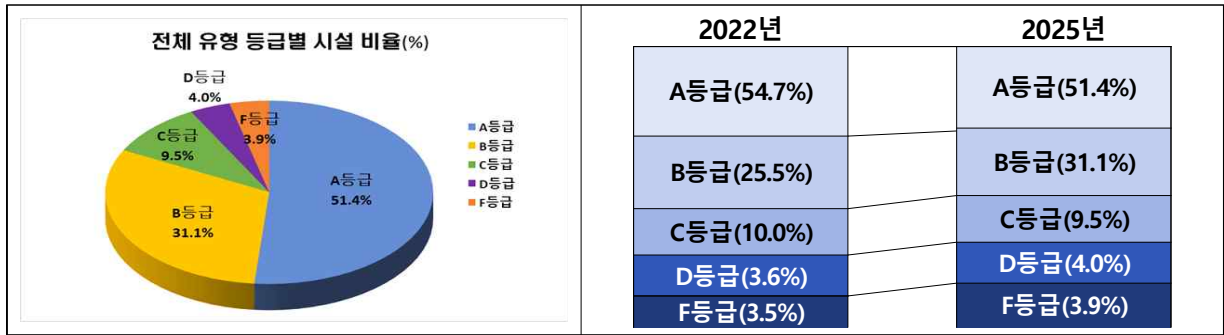 전체 유형 등급별 시설 비율(%)
D등급
4.0%
F등급
3.9%
C등급
9.5%
A등급
51.4%
B등급
31.1%
A등급
B등급
C등급
D등급
F등급
2022년
2025년
A등급(54.7%)
A등급(51.4%)
B등급(25.5%)
B등급(31.1%)
C등급(10.0%)
C등급(9.5%)
D등급(3.6%)
D등급(4.0%)
F등급(3.5%)
F등급(3.9%)